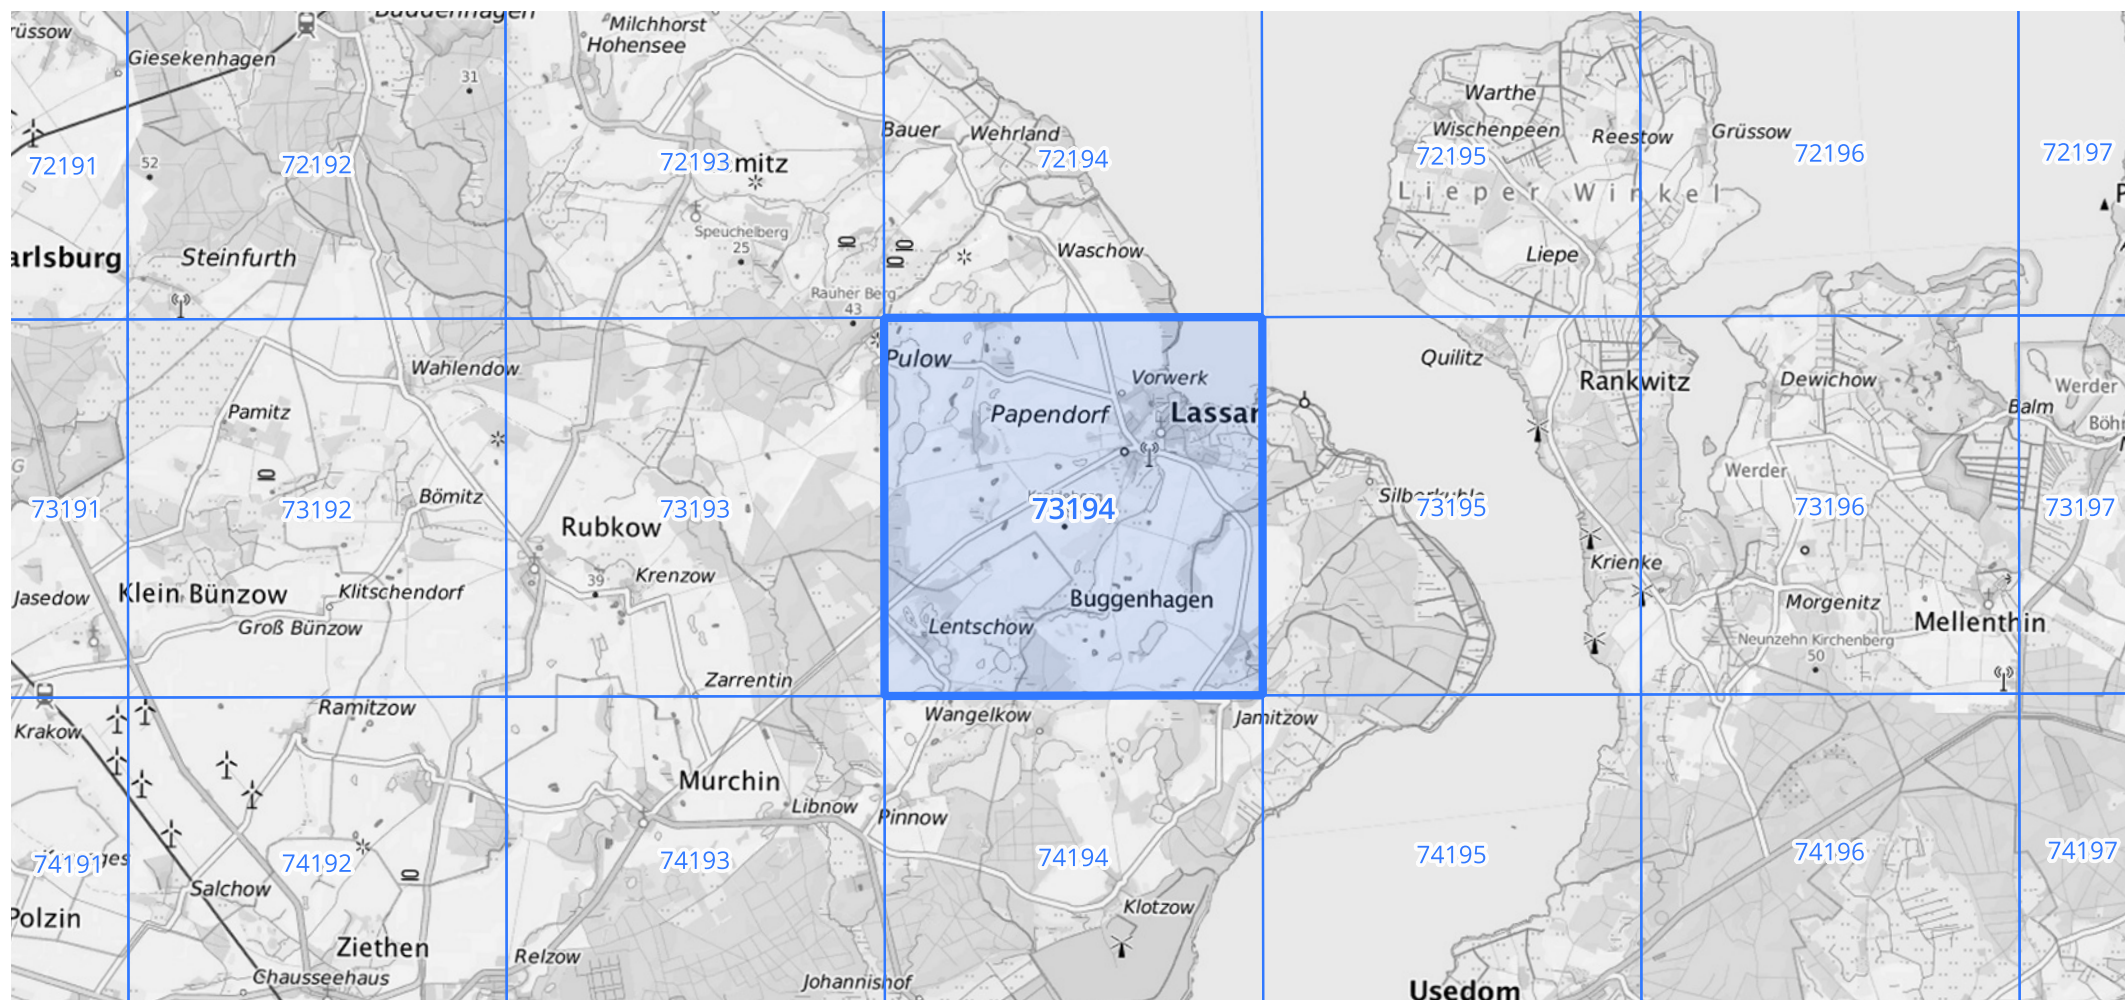 Buddenhagen
Milchhorst
Hohensee
rüssow
Giesekenhagen
31
Warthe
Bauer
Wehrland
Wischenpeen
Reestow
Grüssow
52
72191
72192
72193
mitz
72194
72195
72196
72197
Lieper Winkel
P
Speuchelberg
25
arlsburg
Steinfurth
Waschow
Liepe
Rauher Berg
43
Pulow
Quilitz
Wahlendow
Vorwerk
Rankwitz
Dewichow
Werder
Pamitz
Papendorf
Lassan
Balm
Böhr
G
Werder
Bömitz
Silberkuhle
73191
73192
73193
73194
73195
73196
73197
Rubkow
Krienke
Krenzow
39
Jasedow
Klein Bünzow
Klitschendorf
Buggenhagen
Morgenitz
Mellenthin
Groß Bünzow
Lentschow
Neunzehn Kirchenberg
50
Zarrentin
Ramitzow
Wangelkow
Jamitzow
Krakow
Murchin
Libnow
Pinnow
74191
ges
74192
74193
74194
74195
74196
74197
Salchow
Klotzow
Polzin
Ziethen
Relzow
Chausseehaus
Johannishof
Usedom